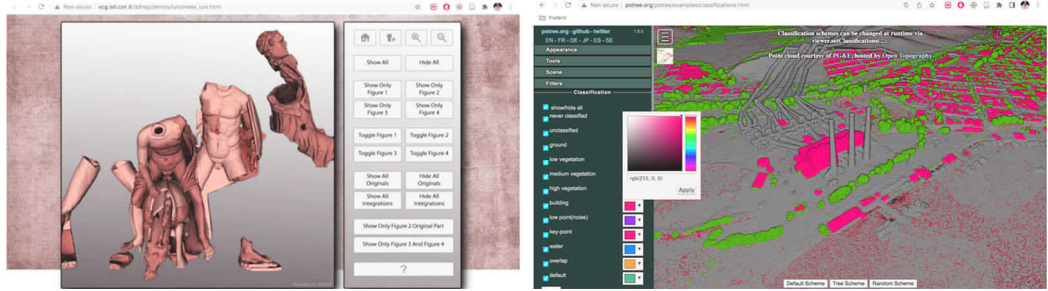 Non sicuro
vcg.isti.cnr.it/3dhop/demos/luni/index_luni.html
Show All
Hide All
Show Only
Figure 1
Show Only
Figure 2
Show Only
Figure 3
Show Only
Figure 4
Toggle Figure 1
Toggle Figure 2
Toggle Figure 3
Toggle Figure 4
Show All
Originals
Hide All
Originals
Show All
Integrations
Hide All
Integrations
Show Only Figure 2 Original Part
Show Only Figure 3 And Figure 4
?
Non sicuro
potree.org/potree/examples/classifications.html
Preferiti
potree.org - github - twitter
1.8.0
EN - FR - DE - JP - ES - SE
Appearance
Tools
Scene
Filters
Classification
show/hide all
never classified
unclassified
ground
low vegetation
medium vegetation
high vegetation
building
low point(noise)
key-point
water
overlap
default
rgb(215, 0, 0)
Apply
Classification schemes can be changed at runtime via
viewer.setClassifications(...)
Point cloud courtesy of PG&E, hosted by Open Topography
Default Scheme
Tree Scheme
Random Scheme